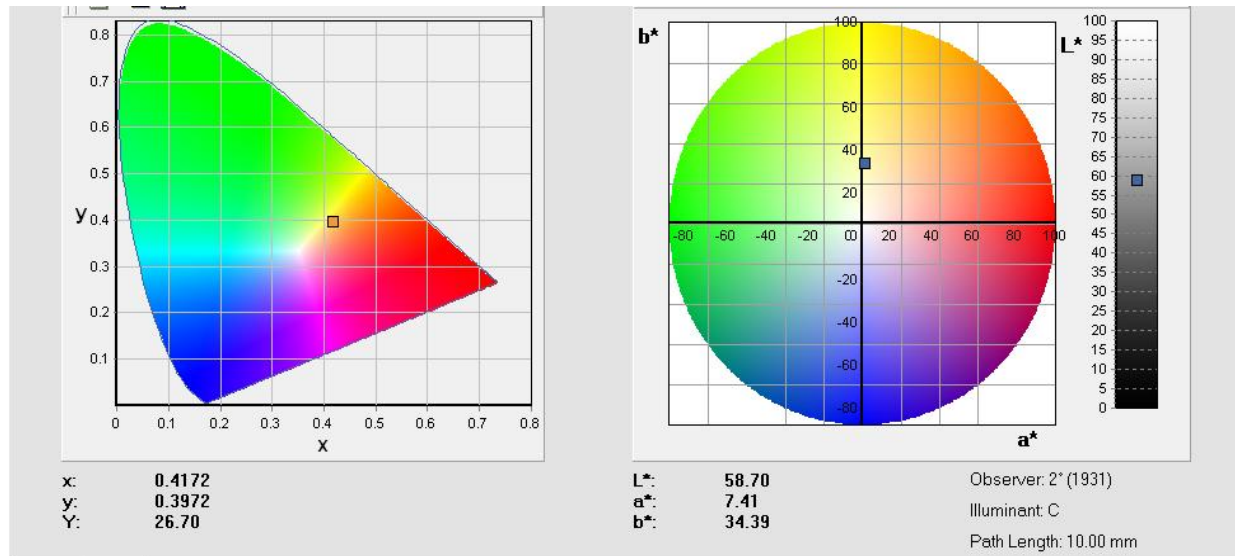 0.8
0.7
0.6
0.5
y 0.4
0.3
0.2
0.1
0 0.1 0.2 0.3 0.4 0.5 0.6 0.7 0.8
x
x: 0.4172
y: 0.3972
Y: 26.70
b*
100
80
60
40
20
-80 -60 -40 -20 00 20 40 60 80 100
-20
-40
-60
-80
a*
L*
100
95
90
85
80
75
70
65
60
55
50
45
40
35
30
25
20
15
10
5
0
L*: 58.70
a*: 7.41
b*: 34.39
Observer: 2° (1931)
Illuminant: C
Path Length: 10.00 mm